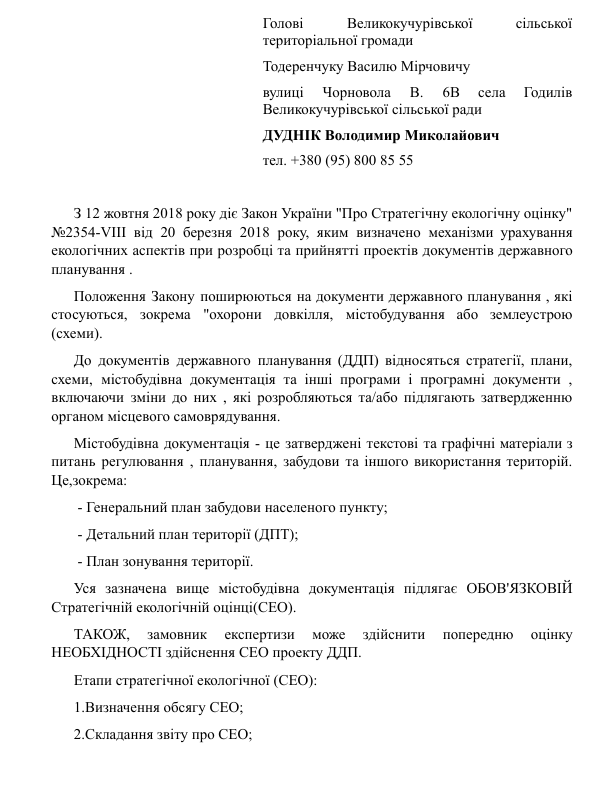 Голові Великокучурівської сільської
територіальної громади
Тодеренчуку Василю Мірчовичу
вулиці Чорновола В. 6В села Годилів
Великокучурівської сільської ради
ДУДНІК Володимир Миколайович
тел. +380 (95) 800 85 55
З 12 жовтня 2018 року діє Закон України "Про Стратегічну екологічну оцінку"
№2354-VIII від 20 березня 2018 року, яким визначено механізми урахування
екологічних аспектів при розробці та прийнятті проектів документів державного
планування .
Положення Закону поширюються на документи державного планування , які
стосуються, зокрема "охорони довкілля, містобудування або землеустрою
(схеми).
До документів державного планування (ДДП) відносяться стратегії, плани,
схеми, містобудівна документація та інші програми і програмні документи ,
включаючи зміни до них , які розробляються та/або підлягають затвердженню
органом місцевого самоврядування.
Містобудівна документація - це затверджені текстові та графічні матеріали з
питань регулювання , планування, забудови та іншого використання територій.
Це,зокрема:
- Генеральний план забудови населеного пункту;
- Детальний план території (ДПТ);
- План зонування території.
Уся зазначена вище містобудівна документація підлягає ОБОВ'ЯЗКОВІЙ
Стратегічній екологічній оцінці(СЕО).
ТАКОЖ, замовник експертизи може здійснити попередню оцінку
НЕОБХІДНОСТІ здійснення СЕО проекту ДДП.
Етапи стратегічної екологічної (СЕО):
1.Визначення обсягу СЕО;
2.Складання звіту про СЕО;